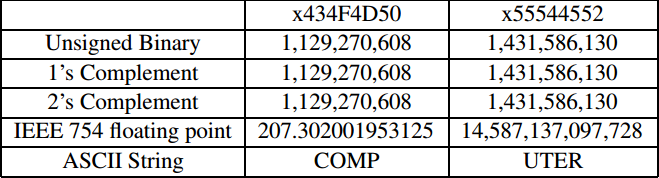 x434F4D50 x55544552
Unsigned Binary 1,129,270,608 1,431,586,130
1's Complement 1,129,270,608 1,431,586,130
2's Complement 1,129,270,608 1,431,586,130
IEEE 754 floating point 207.302001953125 14,587,137,097,728
ASCII String COMP UTER